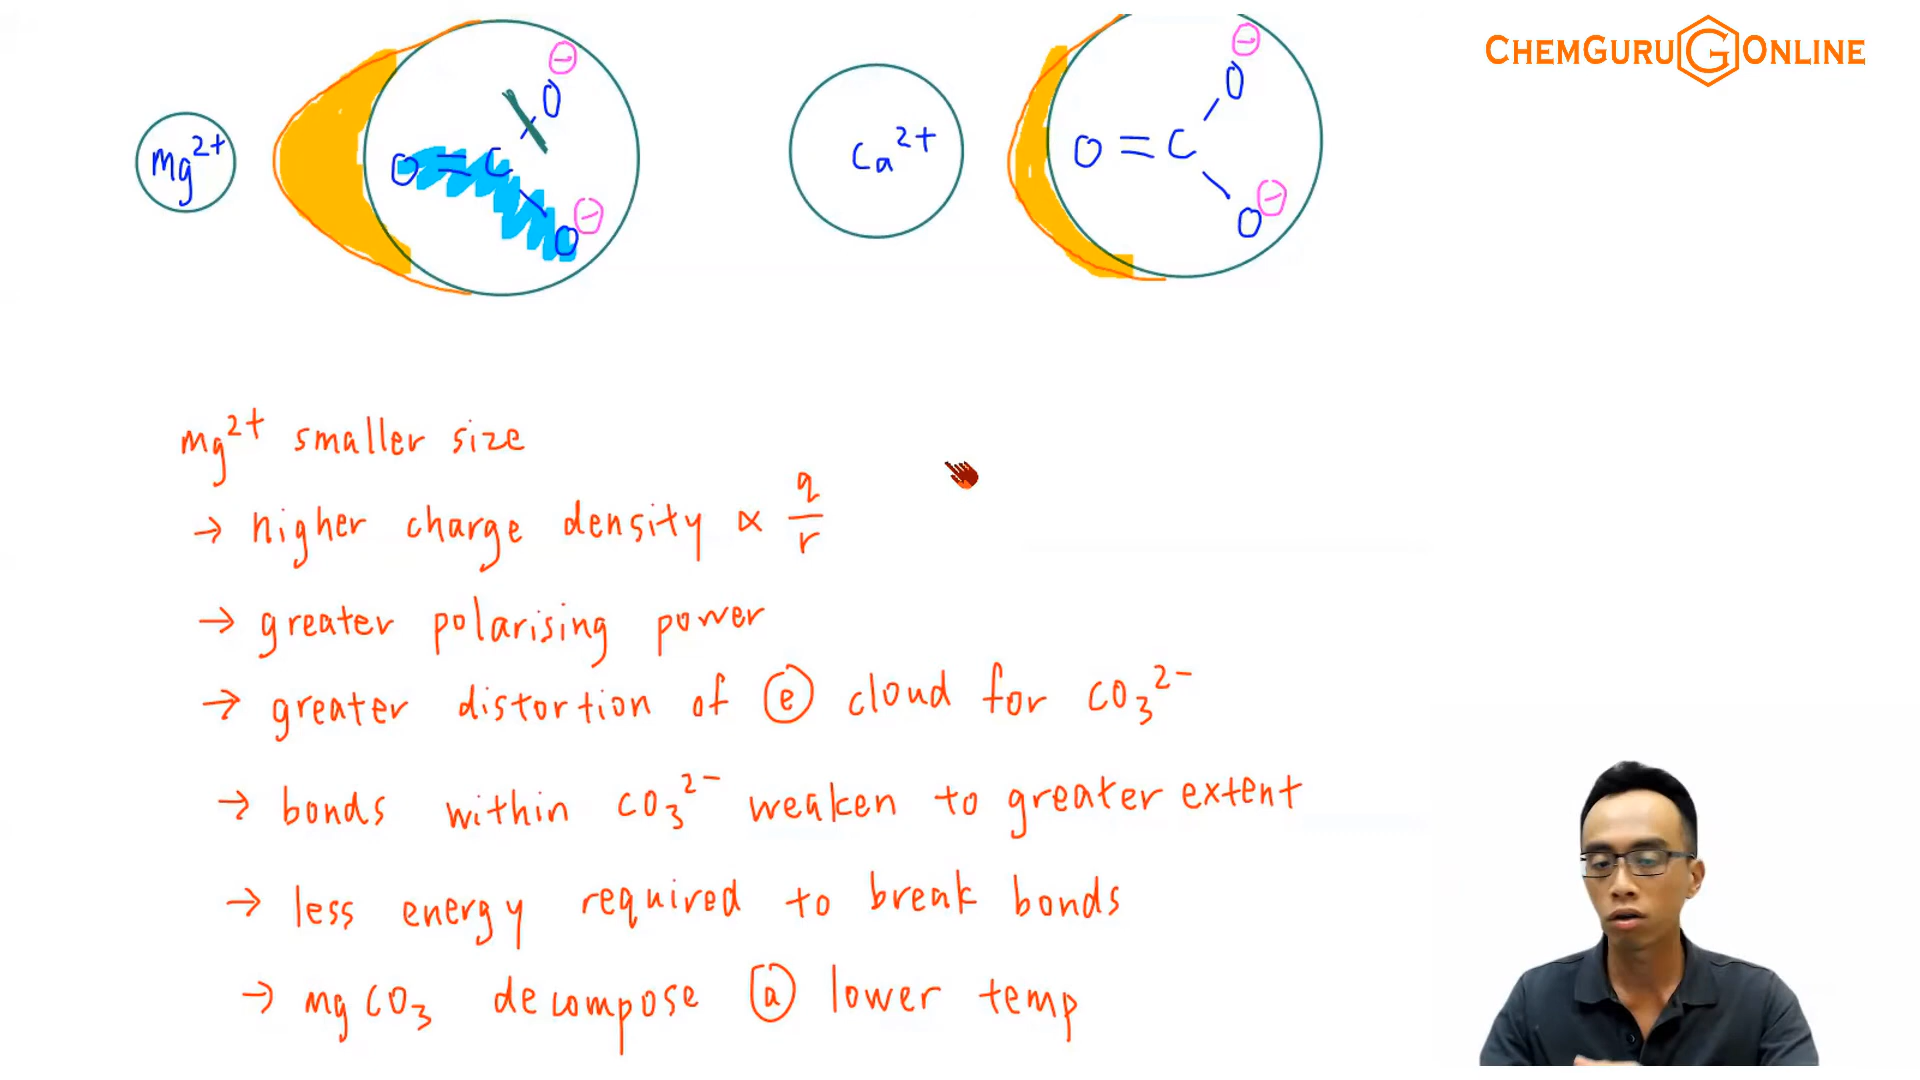 CHEMGURU G ONLINE
Mg²⁺
O = C - O ⊖
O ⊖
Ca²⁺
O = C - O ⊖
O ⊖
Mg²⁺ smaller size
→ higher charge density ∝ q/r
→ greater polarising power
→ greater distortion of ⓔ cloud for CO₃²⁻
→ bonds within CO₃²⁻ weaken to greater extent
→ less energy required to break bonds
→ MgCO₃ decompose ⓐ lower temp